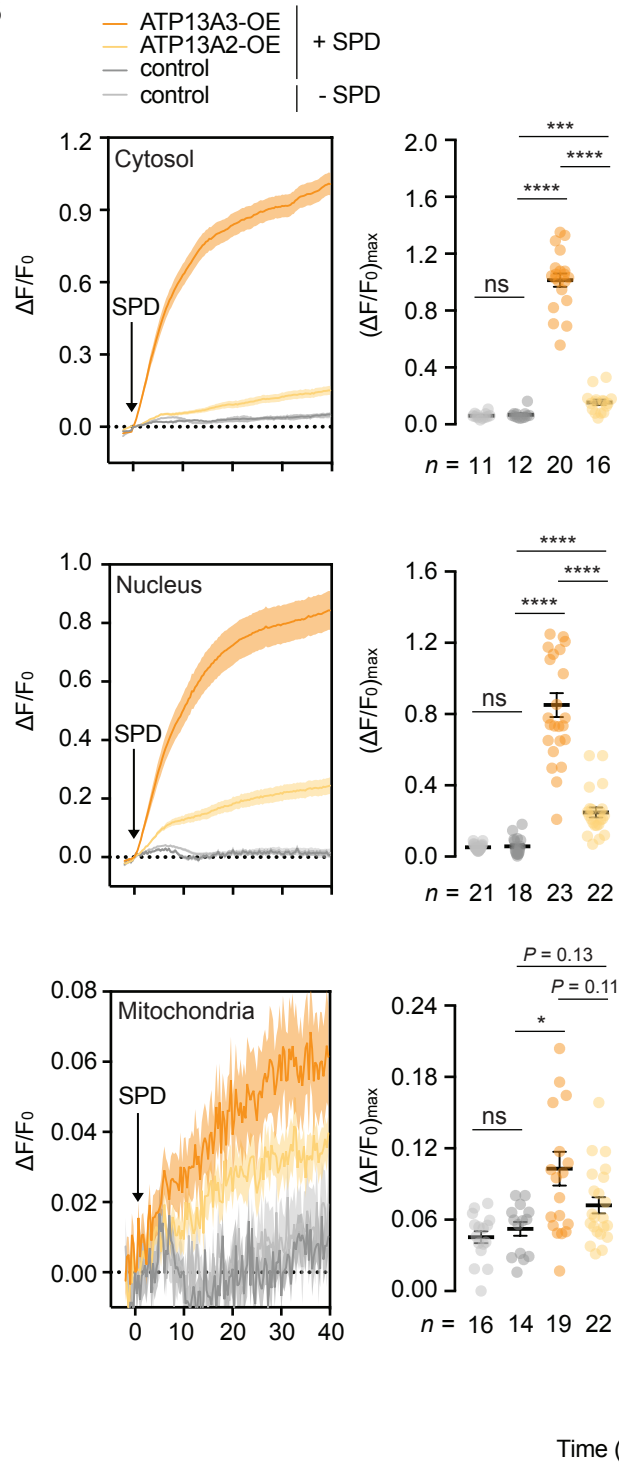 ATP13A3-OE
ATP13A2-OE
control
+ SPD
control
- SPD
Cytosol
ΔF/F0
1.2
0.9
0.6
0.3
0.0
SPD
(ΔF/F0)max
2.0
1.6
1.2
0.8
0.4
0.0
***
****
****
ns
n = 11 12 20 16
Nucleus
ΔF/F0
1.0
0.8
0.6
0.4
0.2
0.0
SPD
(ΔF/F0)max
1.6
1.2
0.8
0.4
0.0
****
****
****
ns
n = 21 18 23 22
Mitochondria
ΔF/F0
0.08
0.06
0.04
0.02
0.00
SPD
0 10 20 30 40
(ΔF/F0)max
0.24
0.18
0.12
0.06
0.00
P = 0.13
P = 0.11
*
ns
n = 16 14 19 22
Time (